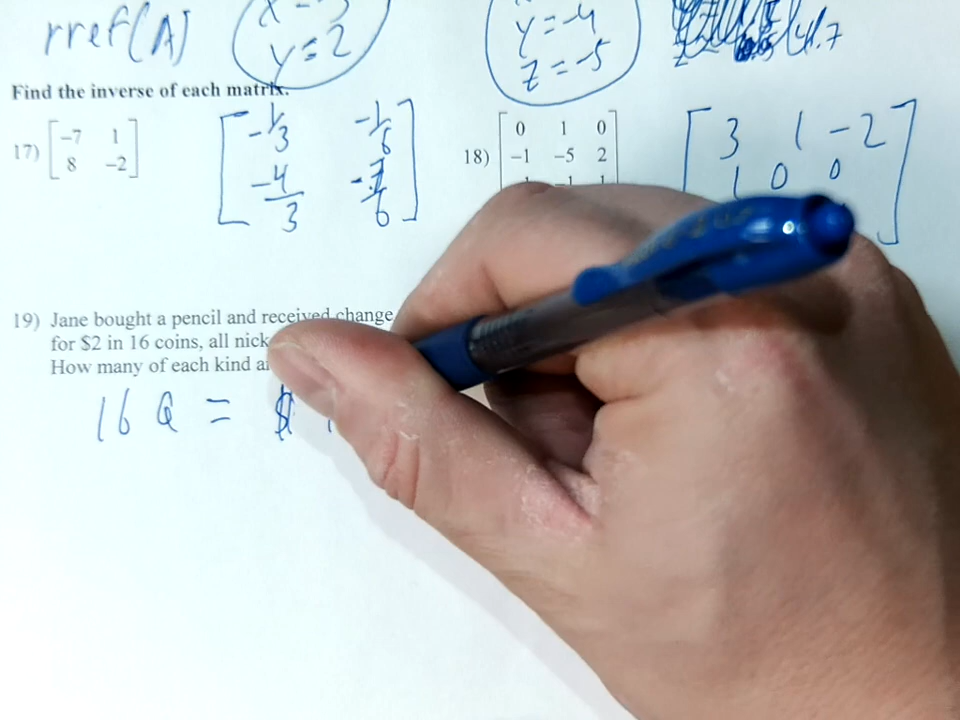 rref(A)
y = 2
y = -4
z = -5
Find the inverse of each matrix.
17) [-7 1
8 -2]
[-1/3 -1/6
-4/3 -7/6]
18) [0 1 0
-1 -5 2
-1 1]
[3 1 -2
1 0 0]
19) Jane bought a pencil and received change
for $2 in 16 coins, all
How many of each kind
16 Q = $